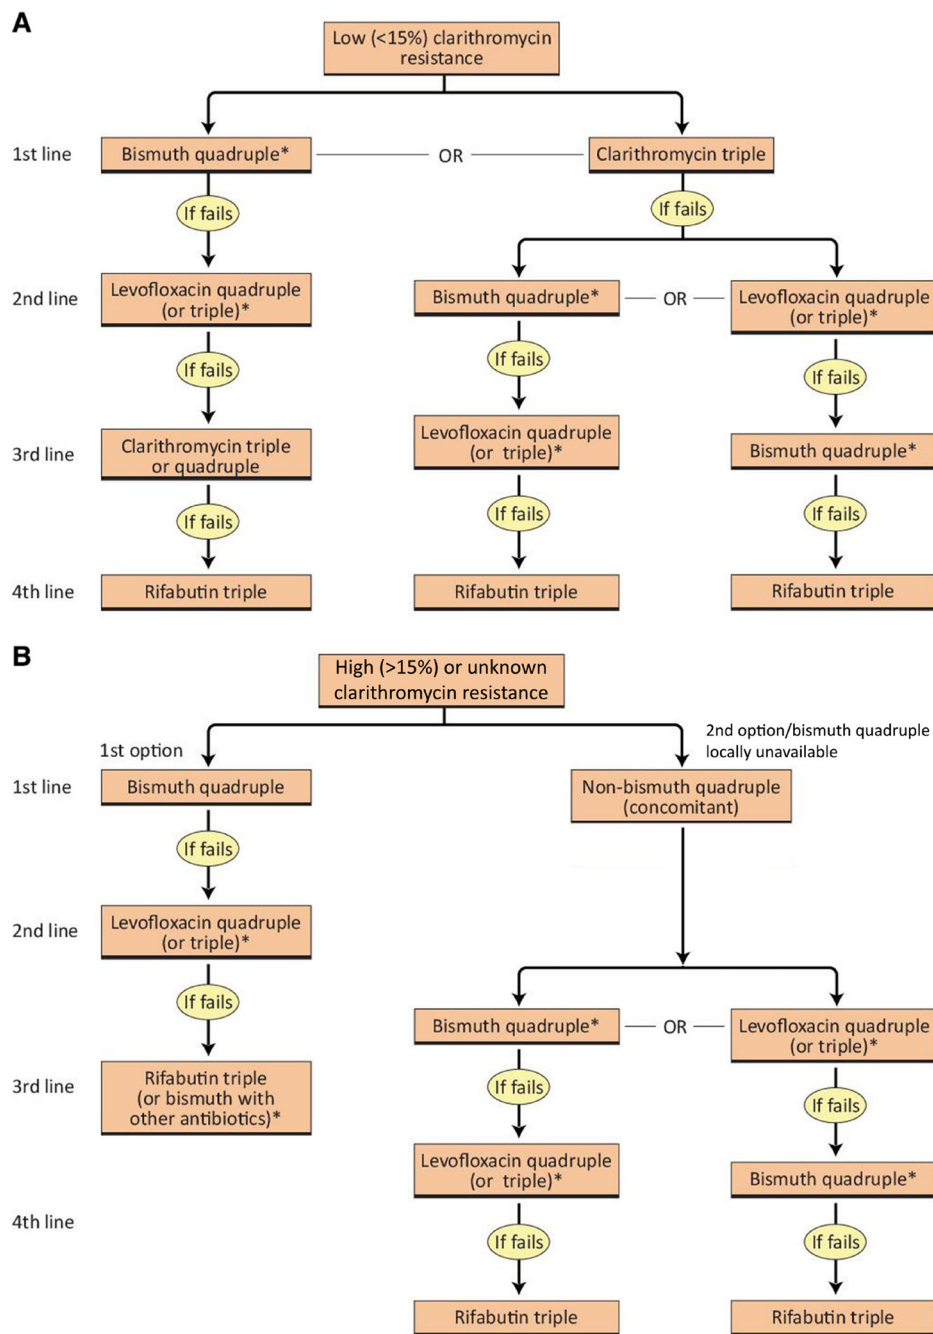 A
Low (<15%) clarithromycin
resistance
1st line
Bismuth quadruple*
OR
Clarithromycin triple
If fails
If fails
2nd line
Levofloxacin quadruple
(or triple)*
Bismuth quadruple*
OR
Levofloxacin quadruple
(or triple)*
If fails
If fails
If fails
3rd line
Clarithromycin triple
or quadruple
Levofloxacin quadruple
(or triple)*
Bismuth quadruple*
If fails
If fails
If fails
4th line
Rifabutin triple
Rifabutin triple
Rifabutin triple
B
High (>15%) or unknown
clarithromycin resistance
1st option
2nd option/bismuth quadruple
locally unavailable
1st line
Bismuth quadruple
Non-bismuth quadruple
(concomitant)
If fails
2nd line
Levofloxacin quadruple
(or triple)*
If fails
Bismuth quadruple*
OR
Levofloxacin quadruple
(or triple)*
3rd line
Rifabutin triple
(or bismuth with
other antibiotics)*
If fails
If fails
Levofloxacin quadruple
(or triple)*
Bismuth quadruple*
4th line
If fails
If fails
Rifabutin triple
Rifabutin triple